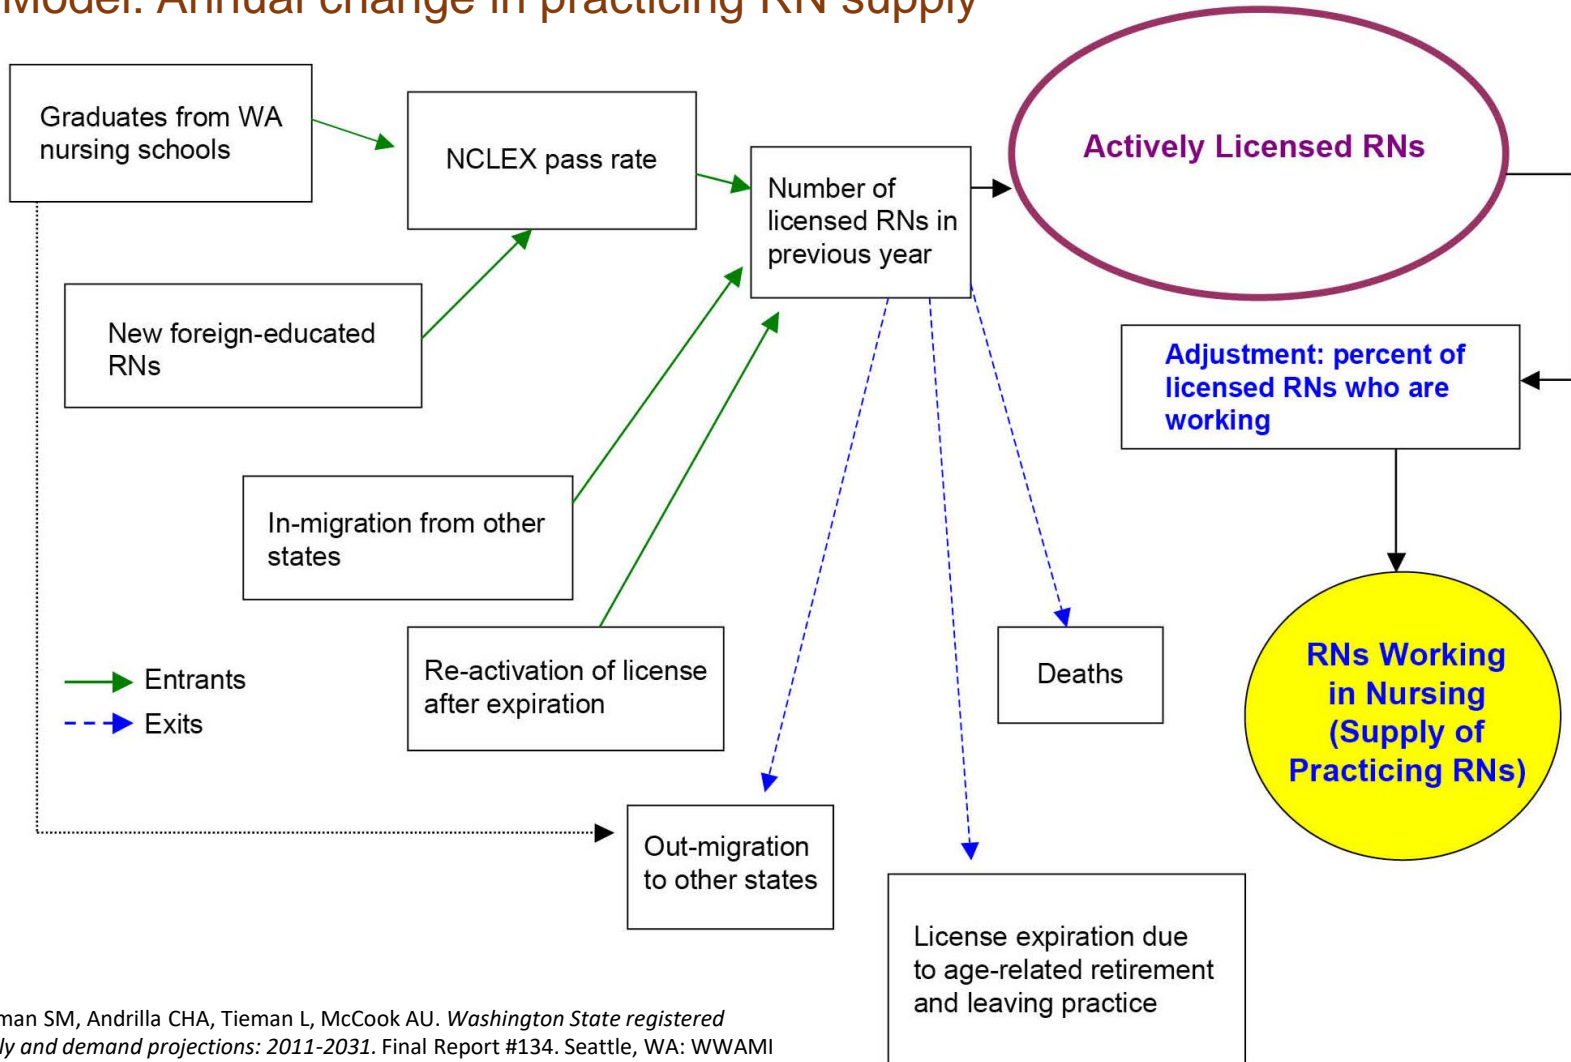 Model: Annual change in practicing RN supply
Graduates from WA
nursing schools
NCLEX pass rate
Number of
licensed RNs in
previous year
Actively Licensed RNs
New foreign-educated
RNs
Adjustment: percent of
licensed RNs who are
working
In-migration from other
states
Re-activation of license
after expiration
Deaths
RNs Working
in Nursing
(Supply of
Practicing RNs)
Entrants
Exits
Out-migration
to other states
License expiration due
to age-related retirement
and leaving practice
man SM, Andrilla CHA, Tieman L, McCook AU. Washington State registered
ly and demand projections: 2011-2031. Final Report #134. Seattle, WA: WWAMI